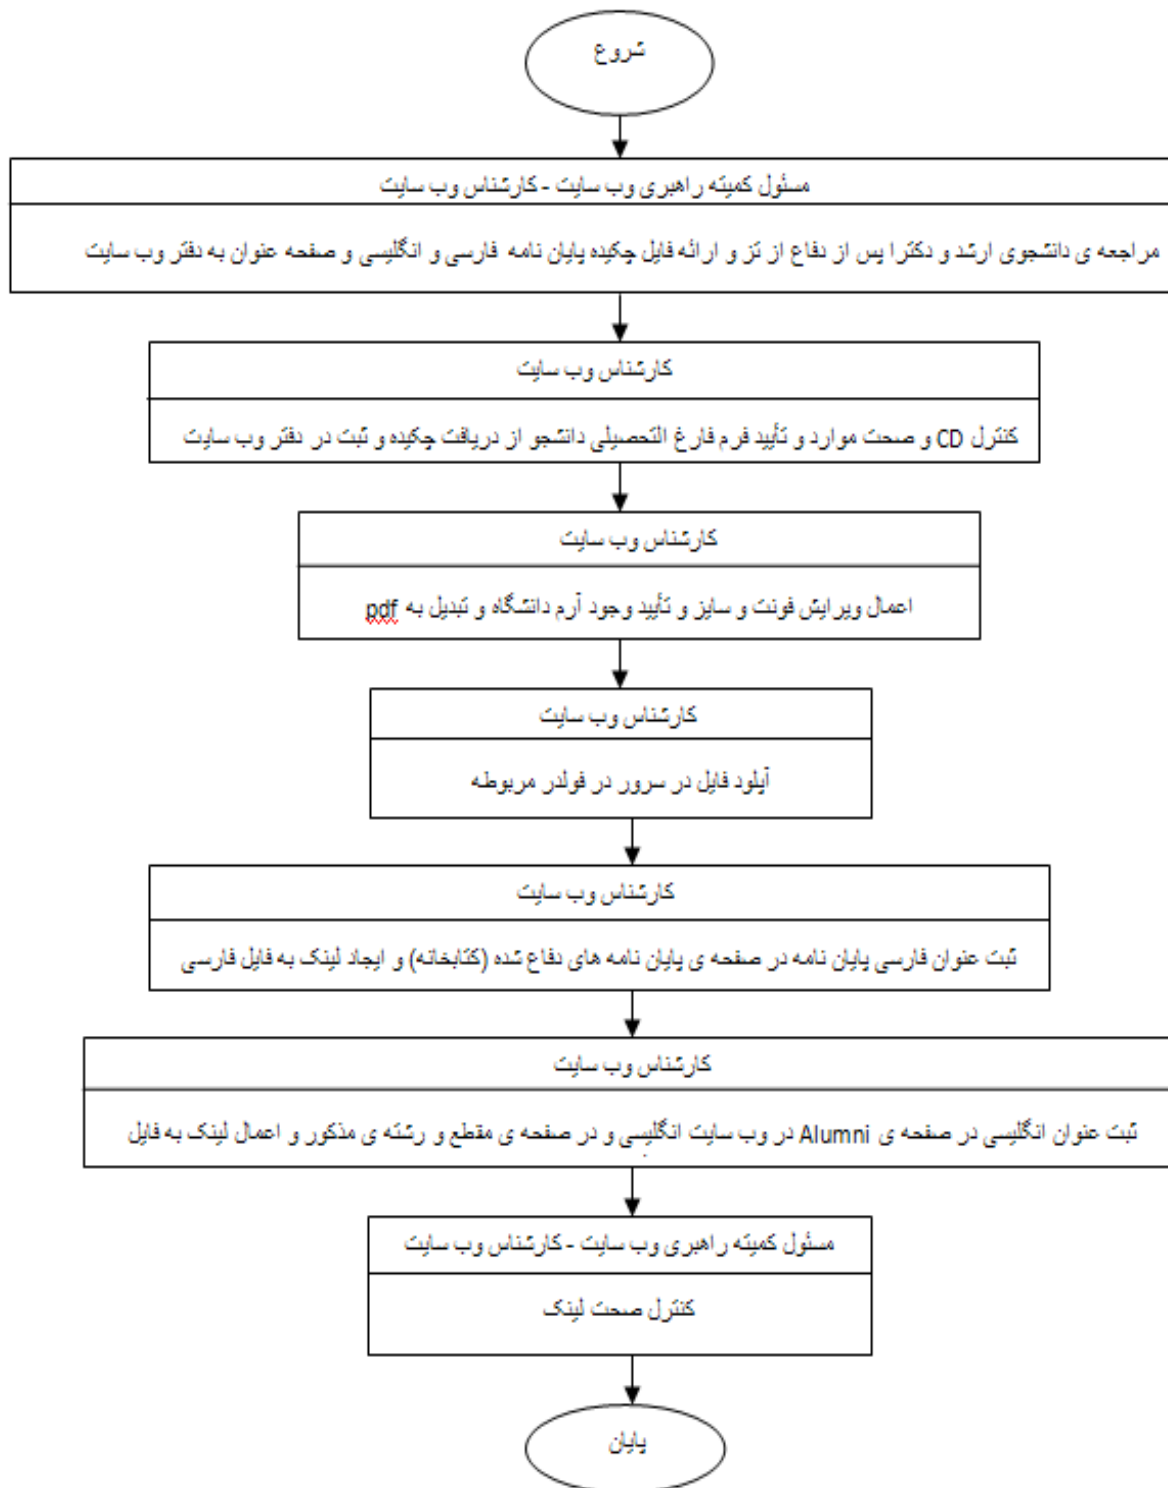 شروع
مسئول کمیته راهبری وب سایت - کارشناس وب سایت
مراجعه ی دانشجوی ارشد و دکترا پس از دفاع از تز و ارائه فایل چکیده پایان نامه فارسی و انگلیسی و صفحه عنوان به دفتر وب سایت
کارشناس وب سایت
کنترل CD و صحت موارد و تأیید فرم فارغ التحصیلی دانشجو از دریافت چکیده و ثبت در دفتر وب سایت
کارشناس وب سایت
اعمال ویرایش فونت و سایز و تأیید وجود آرم دانشگاه و تبدیل به pdf
کارشناس وب سایت
آپلود فایل در سرور در فولدر مربوطه
کارشناس وب سایت
ثبت عنوان فارسی پایان نامه در صفحه ی پایان نامه های دفاع شده (کتابخانه) و ایجاد لینک به فایل فارسی
کارشناس وب سایت
ثبت عنوان انگلیسی در صفحه ی Alumni در وب سایت انگلیسی و در صفحه ی مقطع و رشته ی مذکور و اعمال لینک به فایل
مسئول کمیته راهبری وب سایت - کارشناس وب سایت
کنترل صحت لینک
پایان